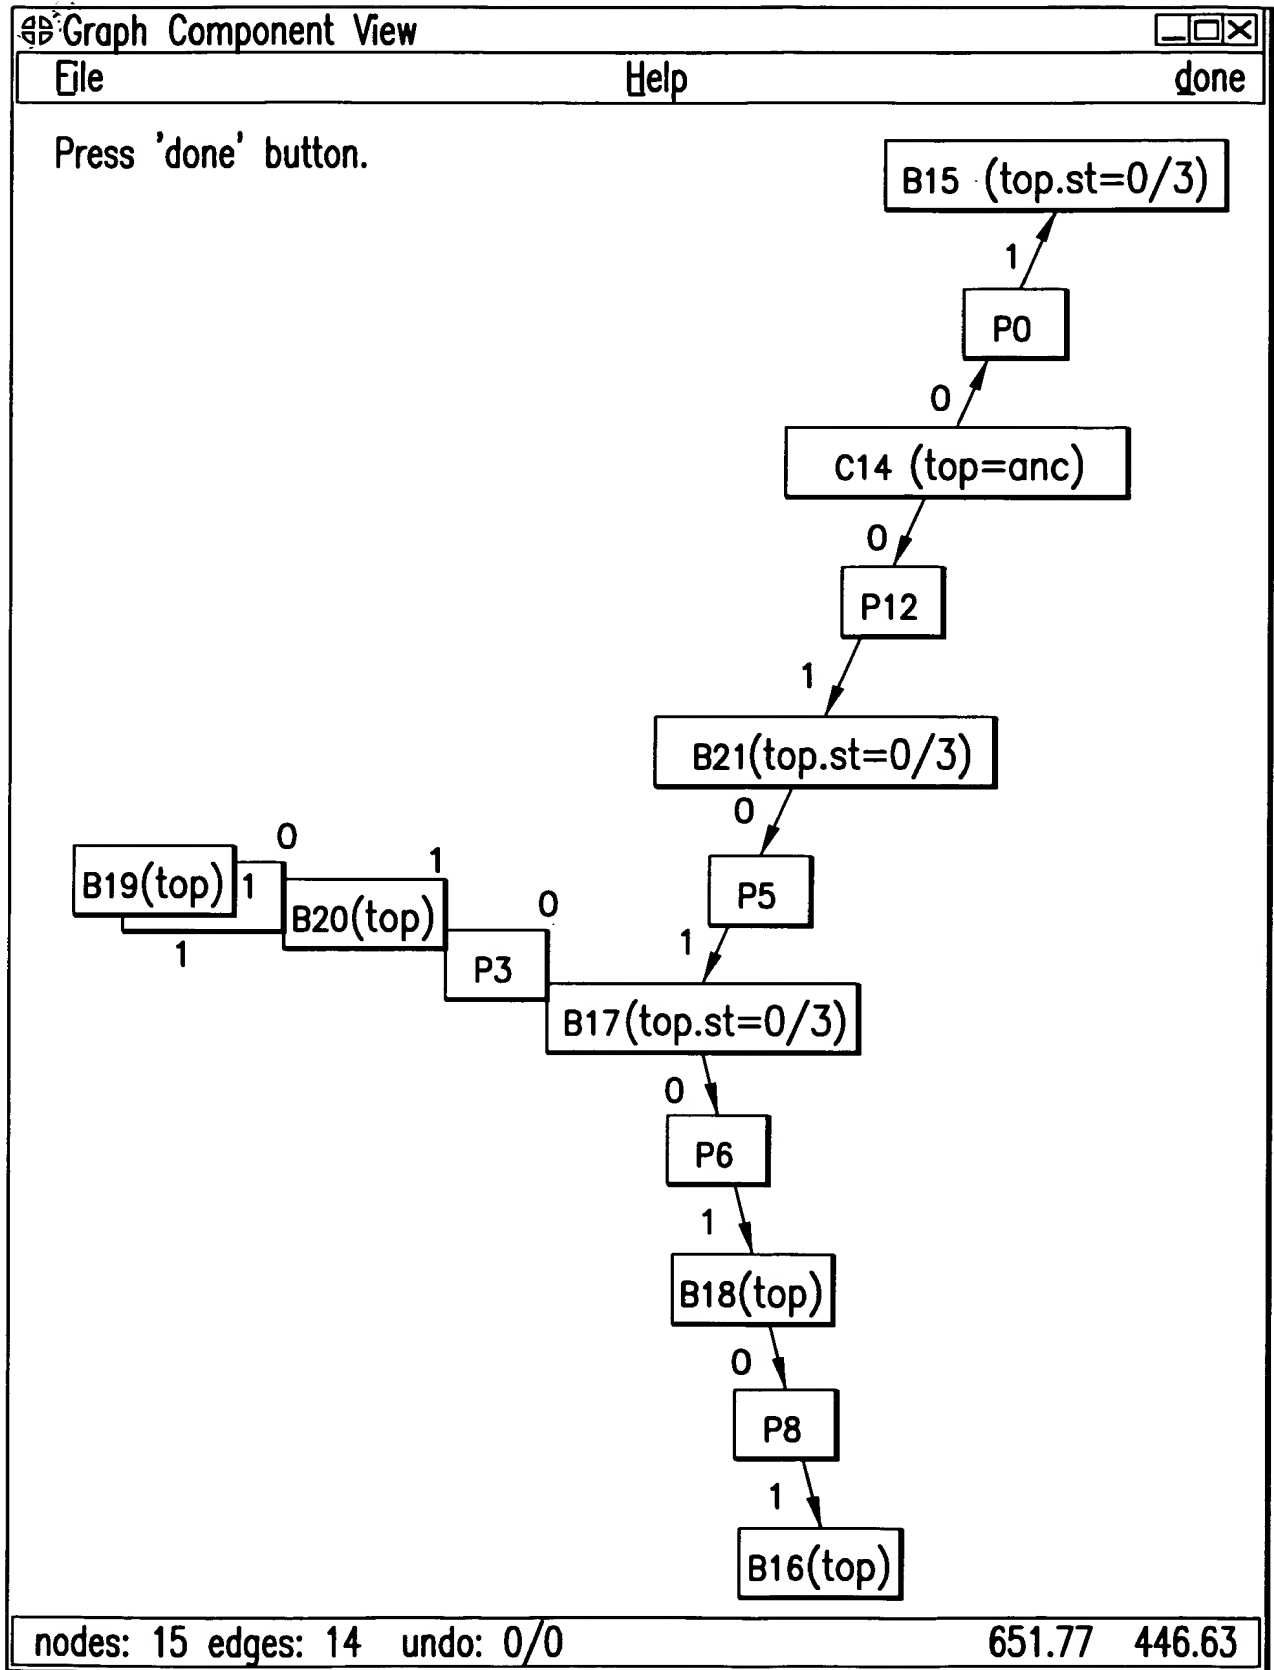 Graph Component View
File Help done
Press 'done' button.
B15 (top.st=0/3)
1
P0
0
C14 (top=anc)
0
P12
1
B21(top.st=0/3)
0
P5
1
0
1
0
B19(top) 1
B20(top)
1
P3
B17(top.st=0/3)
0
P6
1
B18(top)
0
P8
1
B16(top)
nodes: 15 edges: 14 undo: 0/0 651.77 446.63